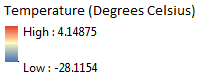 Temperature (Degrees Celsius)
High : 4.14875
Low : -28.1154